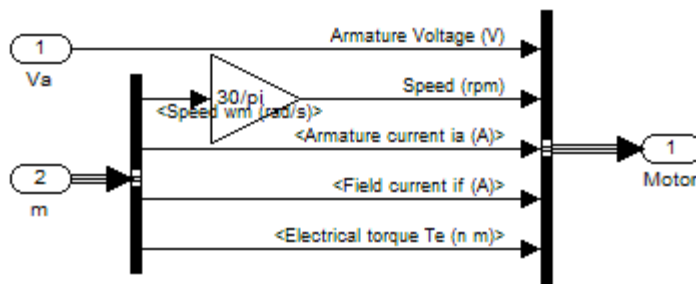 1
Va
Armature Voltage (V)
30/pi
<Speed wm (rad/s)>
Speed (rpm)
<Armature current ia (A)>
2
m
<Field current if (A)>
<Electrical torque Te (n m)>
1
Motor